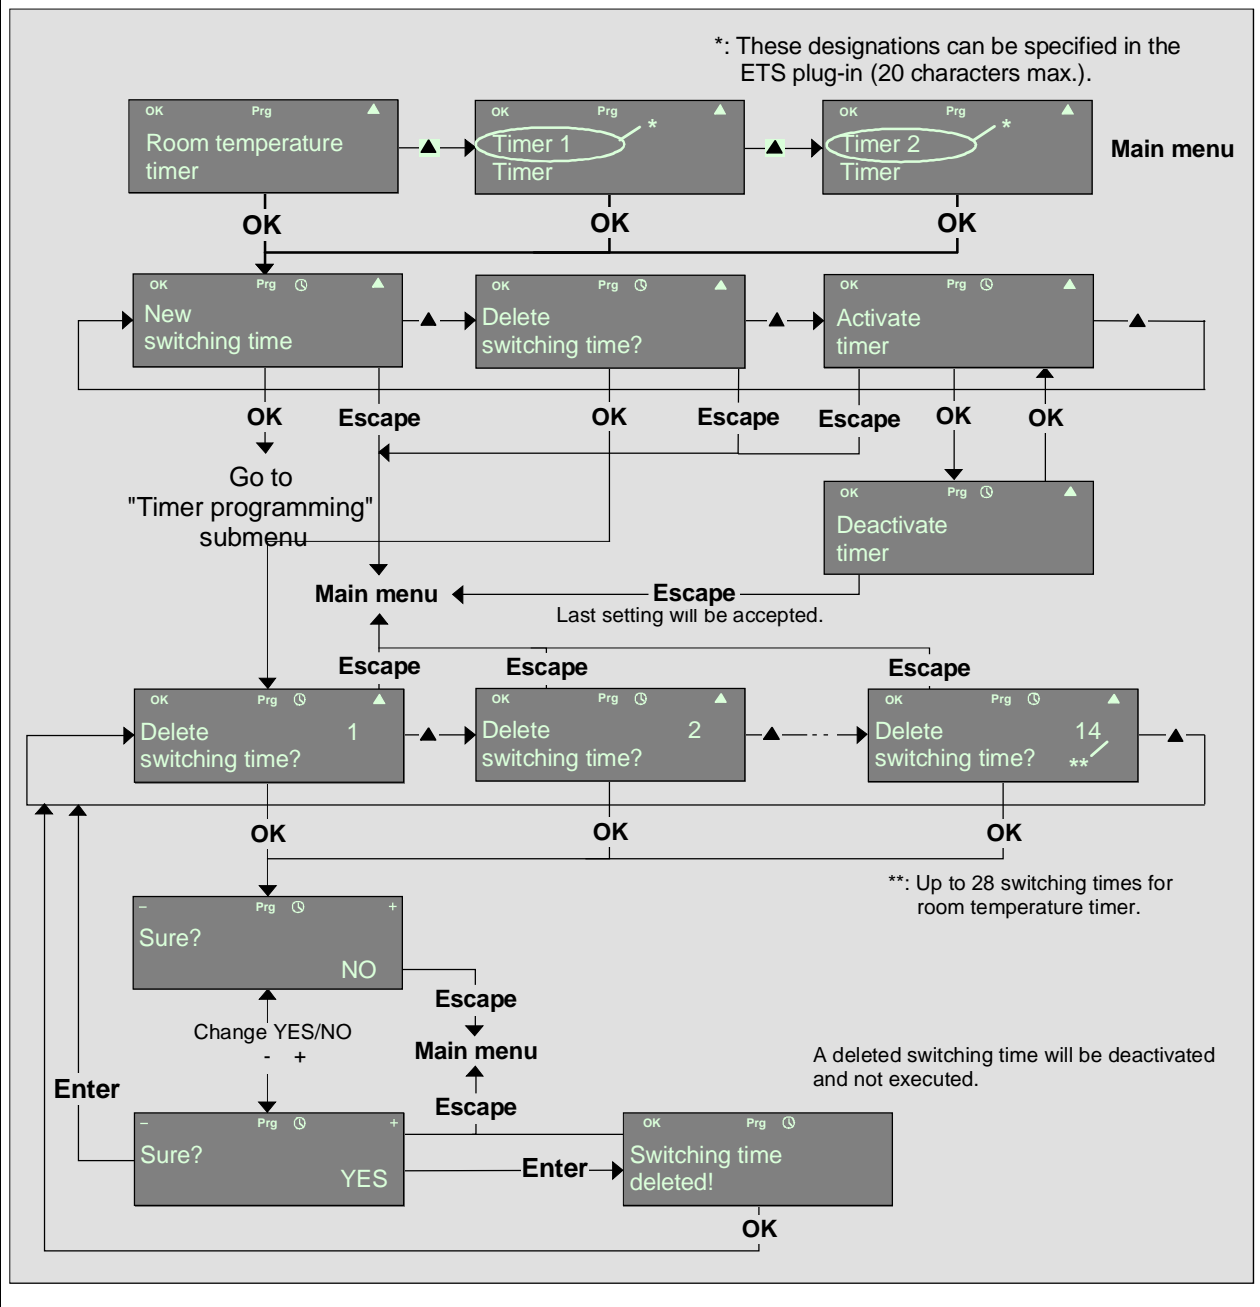 *: These designations can be specified in the
ETS plug-in (20 characters max.).
OK Prg
Room temperature
timer
OK Prg
*
Timer 1
Timer
OK Prg
*
Timer 2
Timer
Main menu
OK
OK
OK
OK Prg
New
switching time
OK Prg
Delete
switching time?
OK Prg
Activate
timer
OK
Escape
OK
Escape
Escape
OK
OK
Go to
"Timer programming"
submenu
OK Prg
Deactivate
timer
Main menu
Escape
Last setting will be accepted.
Escape
Escape
Escape
OK Prg
Delete 1
switching time?
OK Prg
Delete 2
switching time?
OK Prg
Delete 14
switching time? **
OK
OK
OK
**: Up to 28 switching times for
room temperature timer.
– Prg +
Sure?
NO
Escape
Change YES/NO
- +
Main menu
A deleted switching time will be deactivated
and not executed.
Enter
Escape
– Prg +
Sure?
YES
Enter
OK Prg
Switching time
deleted!
OK